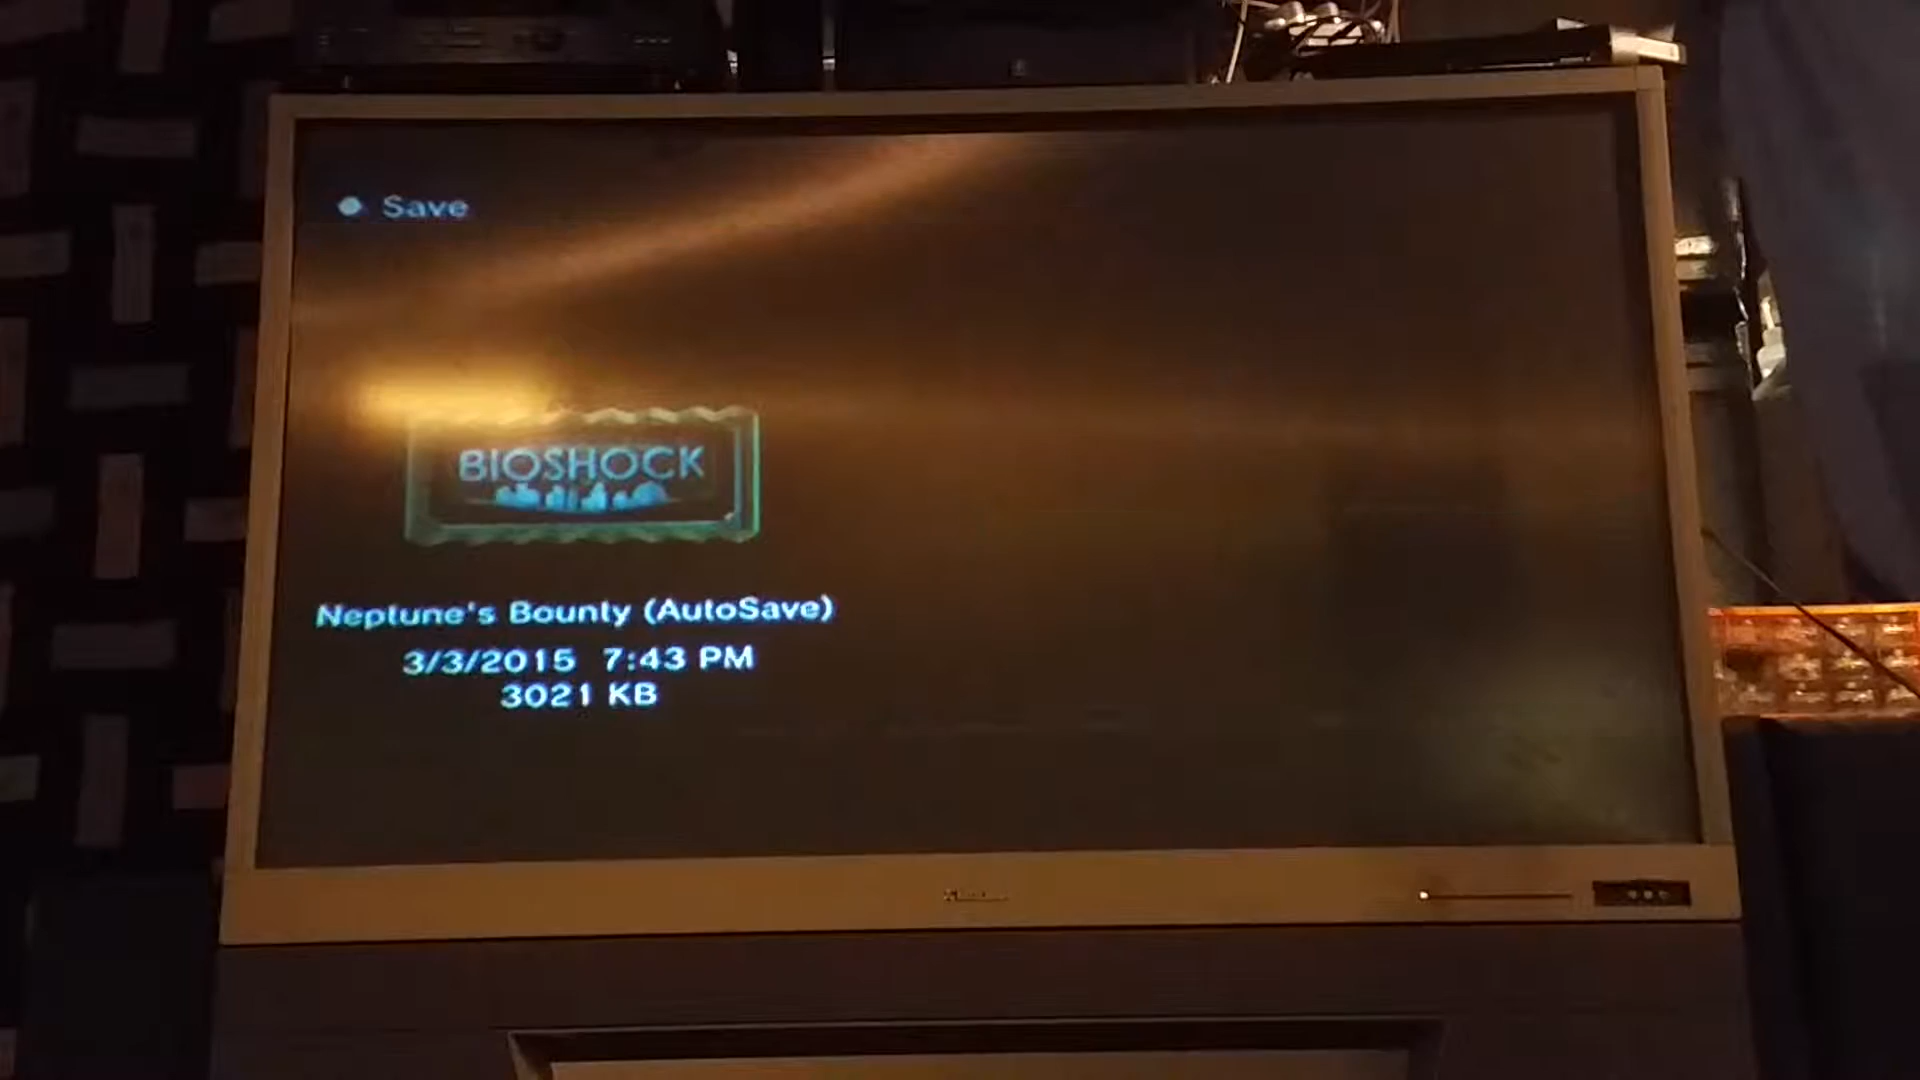 Save
BIOSHOCK
Neptune's Bounty (AutoSave)
3/3/2015 7:43 PM
3021 KB